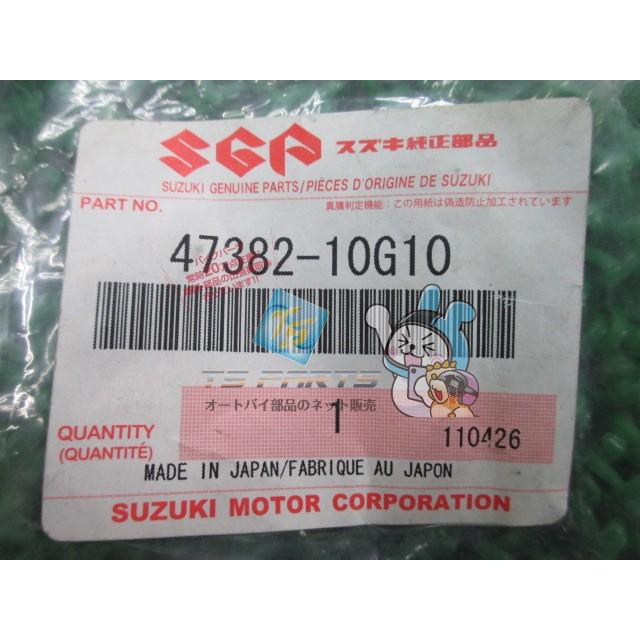 SGP スズキ純正部品
SUZUKI GENUINE PARTS/PIÈCES D'ORIGINE DE SUZUKI
PART NO.
真贋判定機能：この用紙は偽造防止加工されています
47382-10G10
TS PARTS
オートバイ部品のネット販売
QUANTITY
(QUANTITÉ)
1
110426
MADE IN JAPAN/FABRIQUE AU JAPON
SUZUKI MOTOR CORPORATION